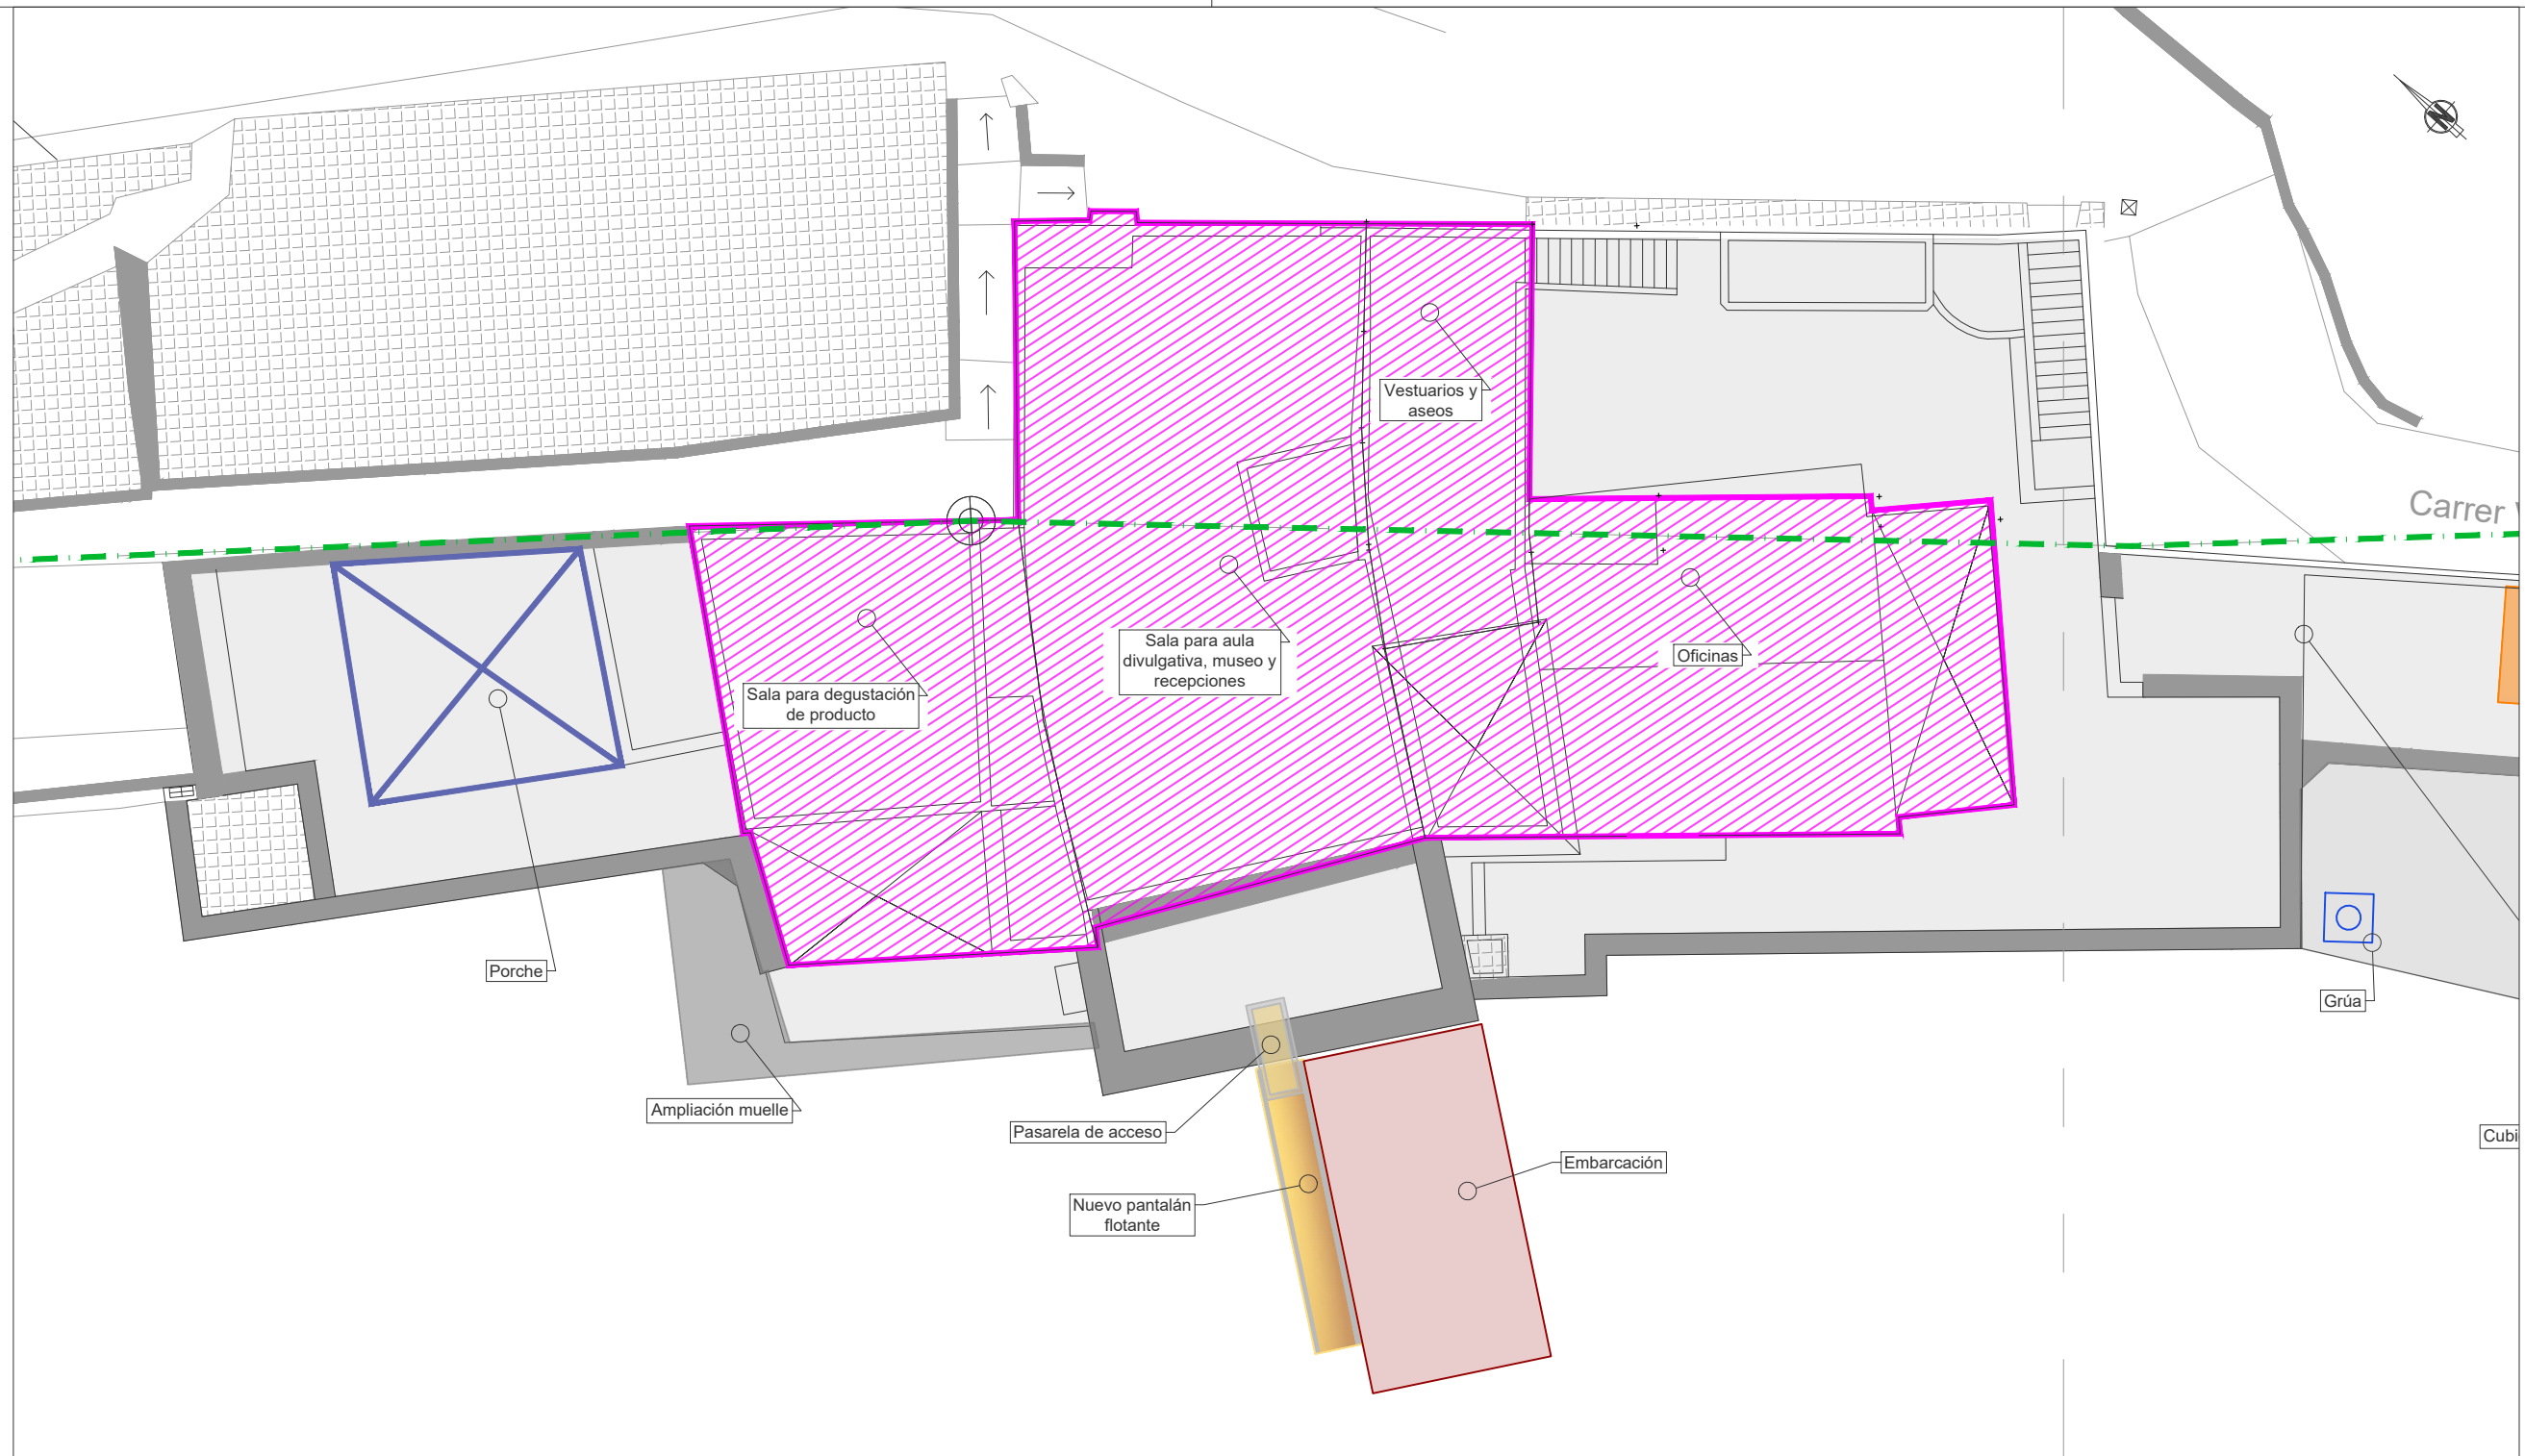 N
Carrer
Vestuarios y
aseos
Sala para aula
divulgativa, museo y
recepciones
Oficinas
Sala para degustación
de producto
Porche
Grúa
Ampliación muelle
Pasarela de acceso
Cubi
Embarcación
Nuevo pantalán
flotante